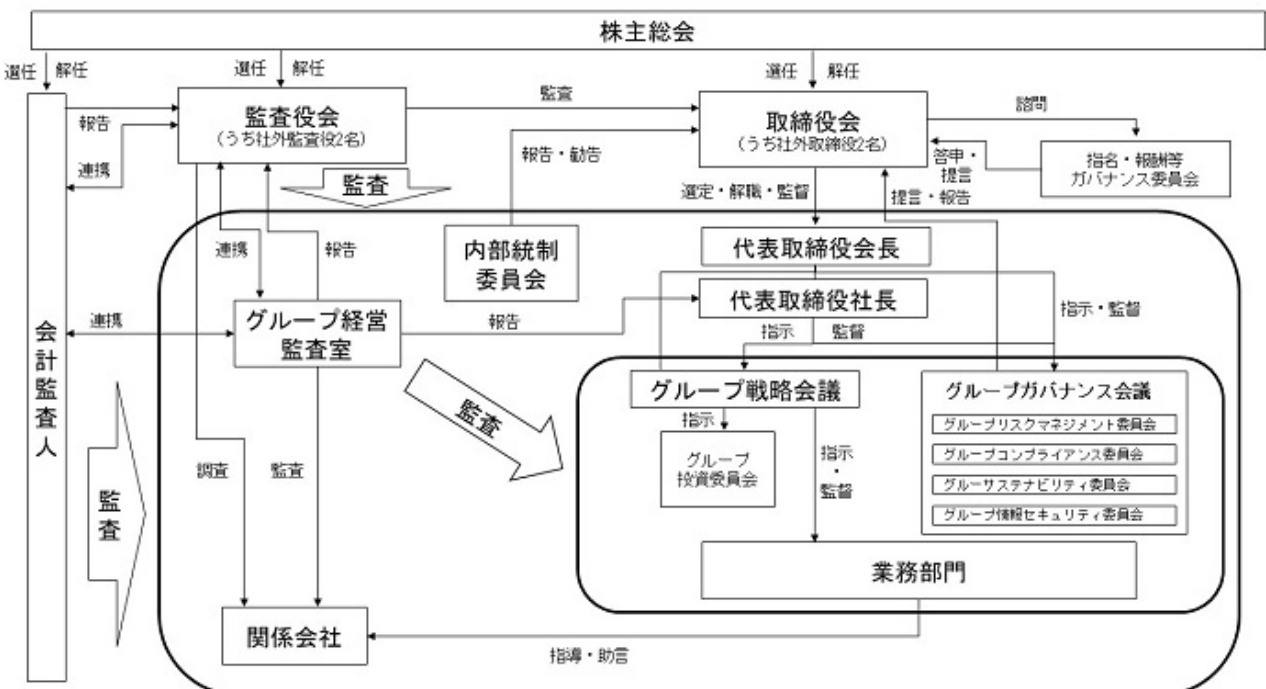 株主総会
選任 解任
選任 解任
選任 解任
監査役会
(うち社外監査役2名)
監査
取締役会
(うち社外取締役2名)
諮問
報告
連携
報告・勧告
答申・
提言
指名・報酬等
ガバナンス委員会
監査
選定・解職・監督
提言・報告
連携
報告
内部統制
委員会
代表取締役会長
代表取締役社長
指示・監督
連携
グループ経営
監査室
報告
指示 監督
会計監査人
監査
グループ戦略会議
指示
グループ
投資委員会
指示
・
監督
グループガバナンス会議
グループリスクマネジメント委員会
グループコンプライアンス委員会
グルーサステナビリティ委員会
グループ情報セキュリティ委員会
監査
調査
監査
業務部門
関係会社
指導・助言